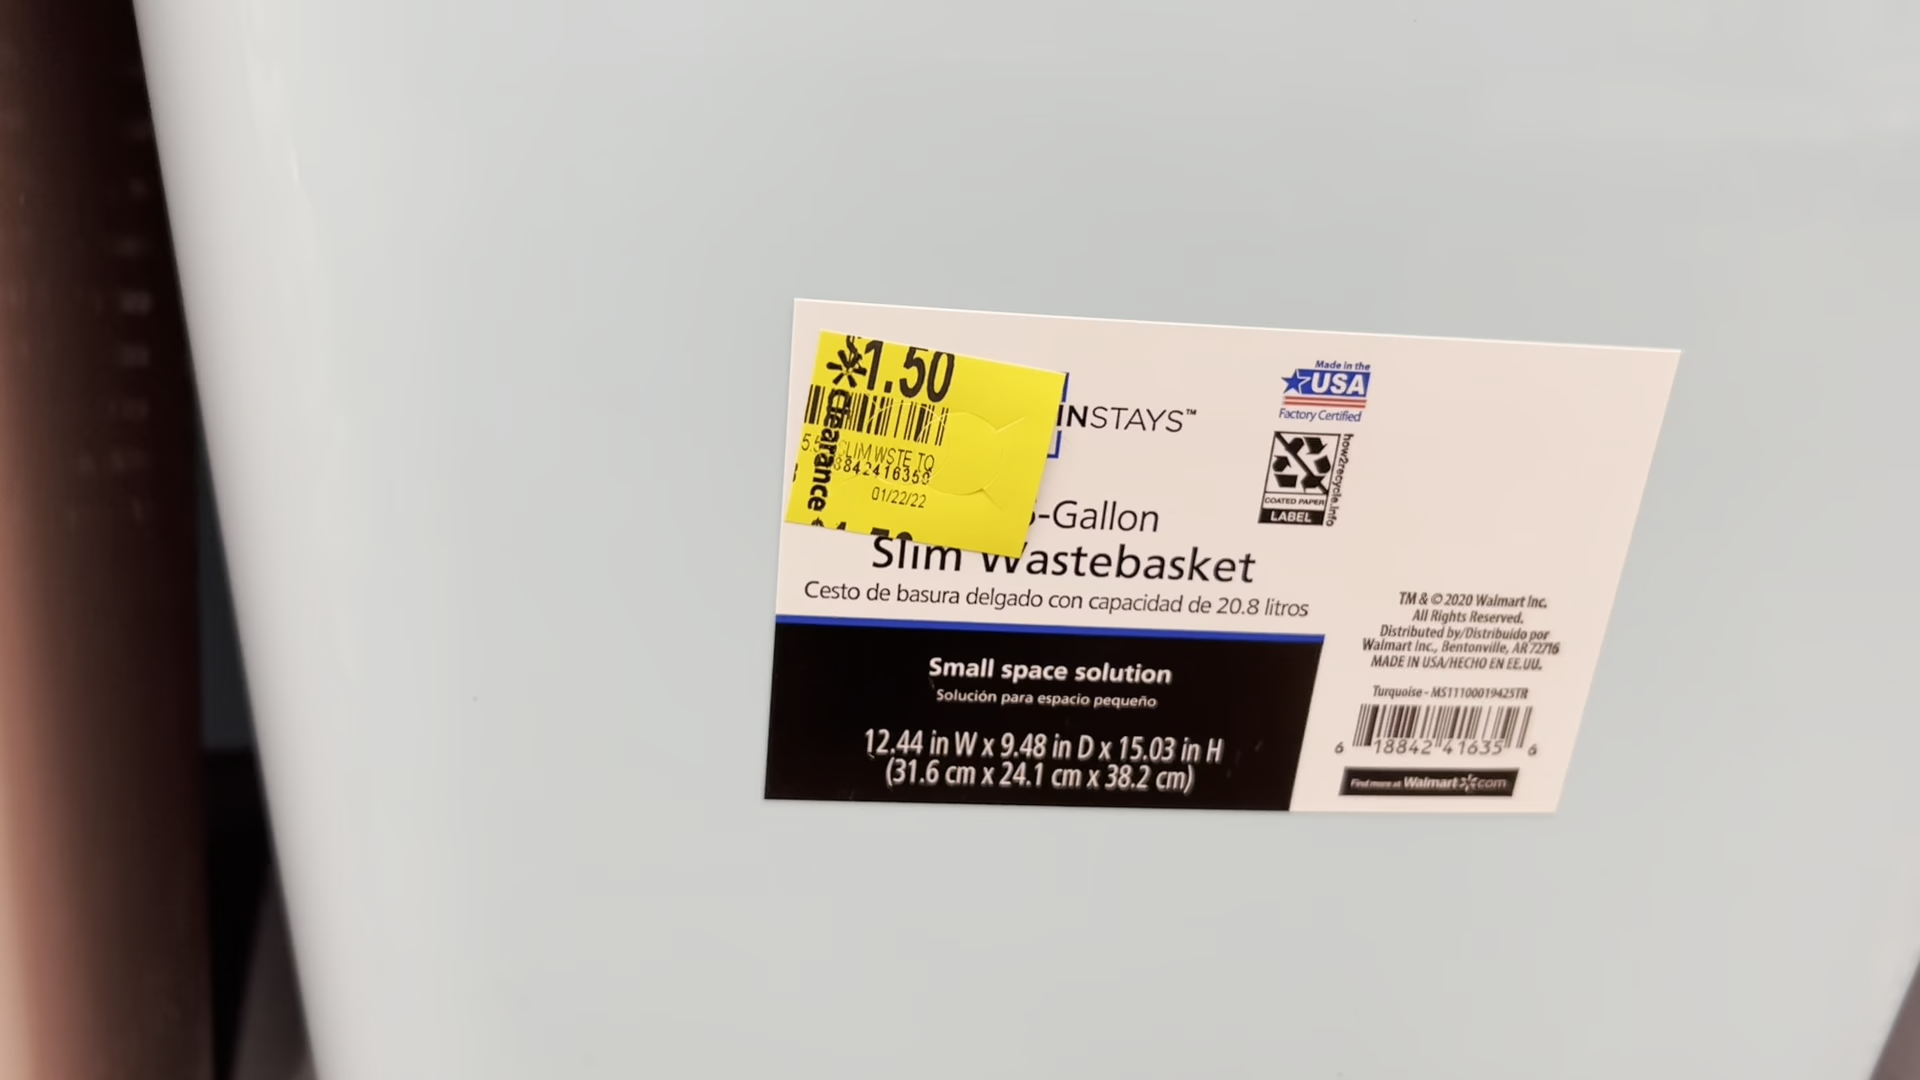 $1.50
Clearance
SLIM WSTE TQ
842416359
01/22/22
INSTAYS™
-Gallon
Slim Wastebasket
Cesto de basura delgado con capacidad de 20.8 litros
Small space solution
Solución para espacio pequeño
12.44 in W x 9.48 in D x 15.03 in H
(31.6 cm x 24.1 cm x 38.2 cm)
Made in the
USA
Factory Certified
how2recycle.info
COATED PAPER
LABEL
TM & © 2020 Walmart Inc.
All Rights Reserved.
Distributed by/Distribuido por
Walmart Inc., Bentonville, AR 72716
MADE IN USA/HECHO EN EE.UU.
Turquoise - MS11100019425TR
6 18842 41635 6
Find more at Walmart.com